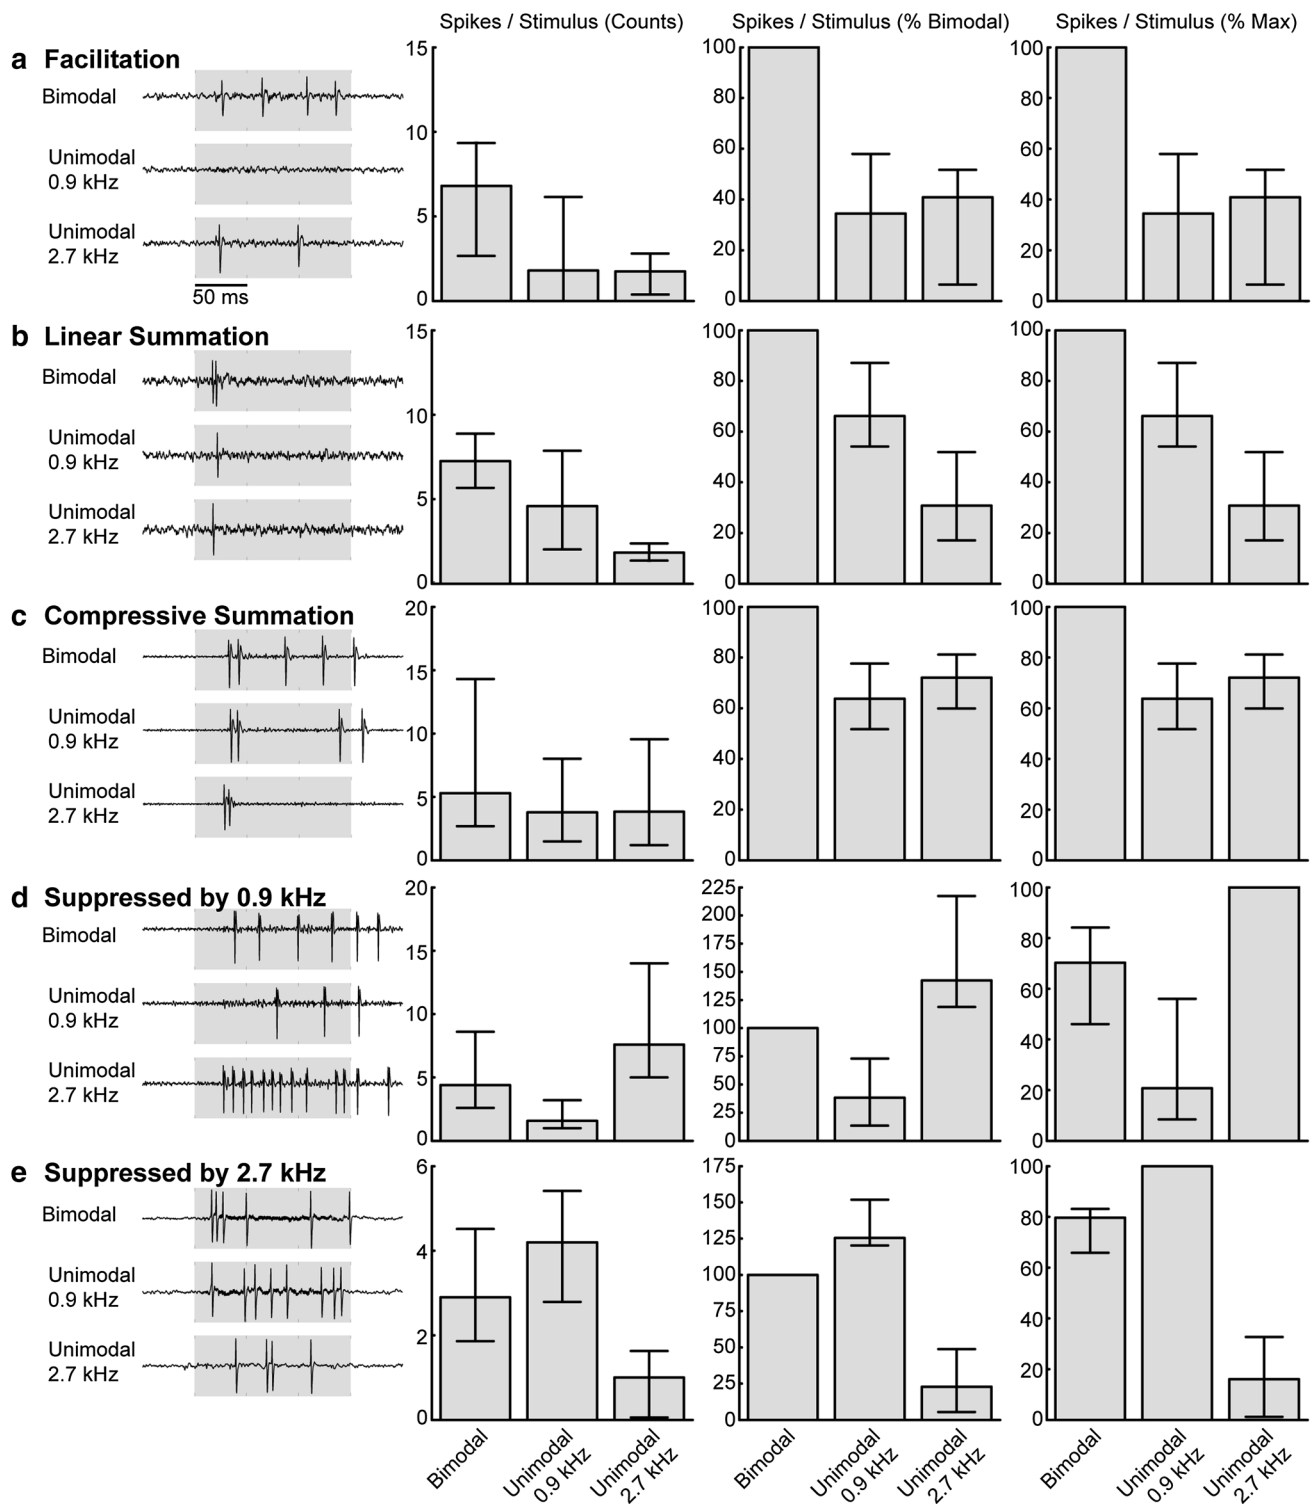 Spikes / Stimulus (Counts)
Spikes / Stimulus (% Bimodal)
Spikes / Stimulus (% Max)
a Facilitation
Bimodal
Unimodal
0.9 kHz
Unimodal
2.7 kHz
50 ms
15
10
5
0
100
80
60
40
20
0
100
80
60
40
20
0
b Linear Summation
Bimodal
Unimodal
0.9 kHz
Unimodal
2.7 kHz
15
10
5
0
100
80
60
40
20
0
100
80
60
40
20
0
c Compressive Summation
Bimodal
Unimodal
0.9 kHz
Unimodal
2.7 kHz
20
15
10
5
0
100
80
60
40
20
0
100
80
60
40
20
0
d Suppressed by 0.9 kHz
Bimodal
Unimodal
0.9 kHz
Unimodal
2.7 kHz
20
15
10
5
0
225
200
175
150
125
100
75
50
25
0
100
80
60
40
20
0
e Suppressed by 2.7 kHz
Bimodal
Unimodal
0.9 kHz
Unimodal
2.7 kHz
6
4
2
0
175
150
125
100
75
50
25
0
100
80
60
40
20
0
Bimodal
Unimodal
0.9 kHz
Unimodal
2.7 kHz
Bimodal
Unimodal
0.9 kHz
Unimodal
2.7 kHz
Bimodal
Unimodal
0.9 kHz
Unimodal
2.7 kHz